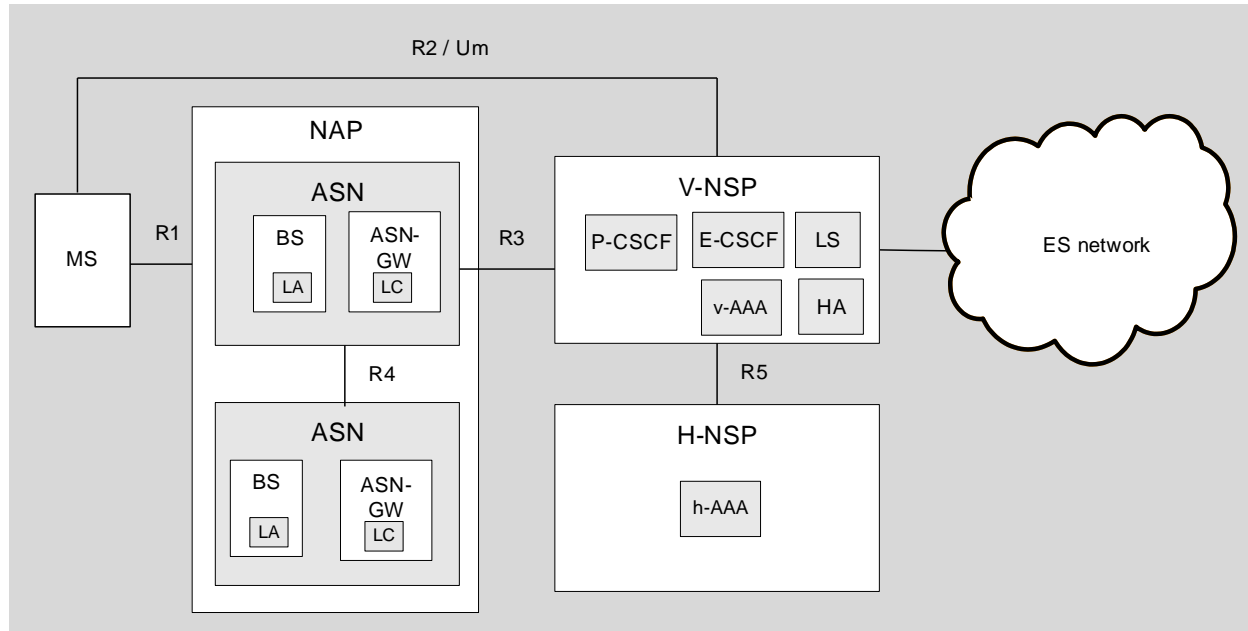 R2 / Um
NAP
ASN
BS
LA
ASN-
GW
LC
MS
R1
R3
V-NSP
P-CSCF
E-CSCF
LS
v-AAA
HA
ES network
R4
R5
ASN
BS
LA
ASN-
GW
LC
H-NSP
h-AAA